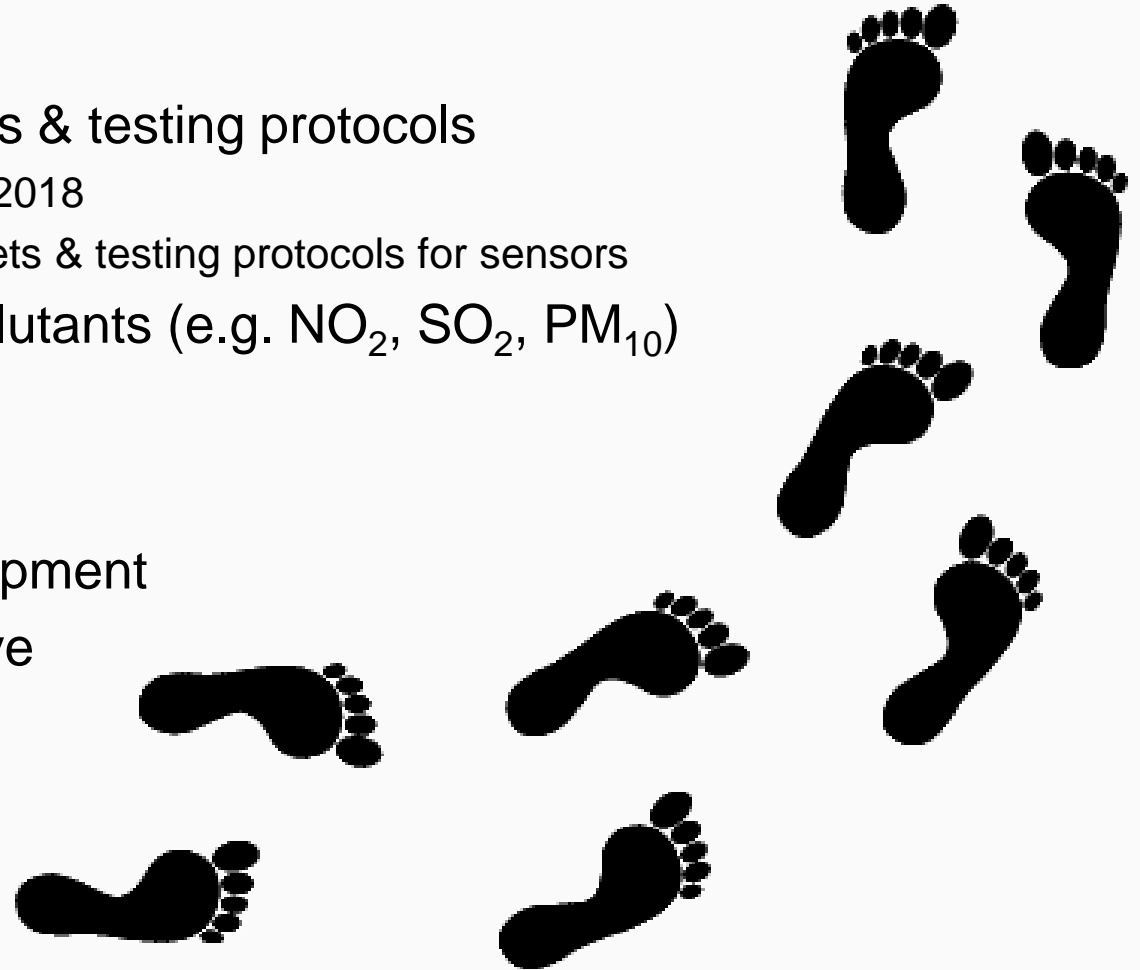 s & testing protocols
2018
ets & testing protocols for sensors
lutants (e.g. NO₂, SO₂, PM₁₀)
pment
ve